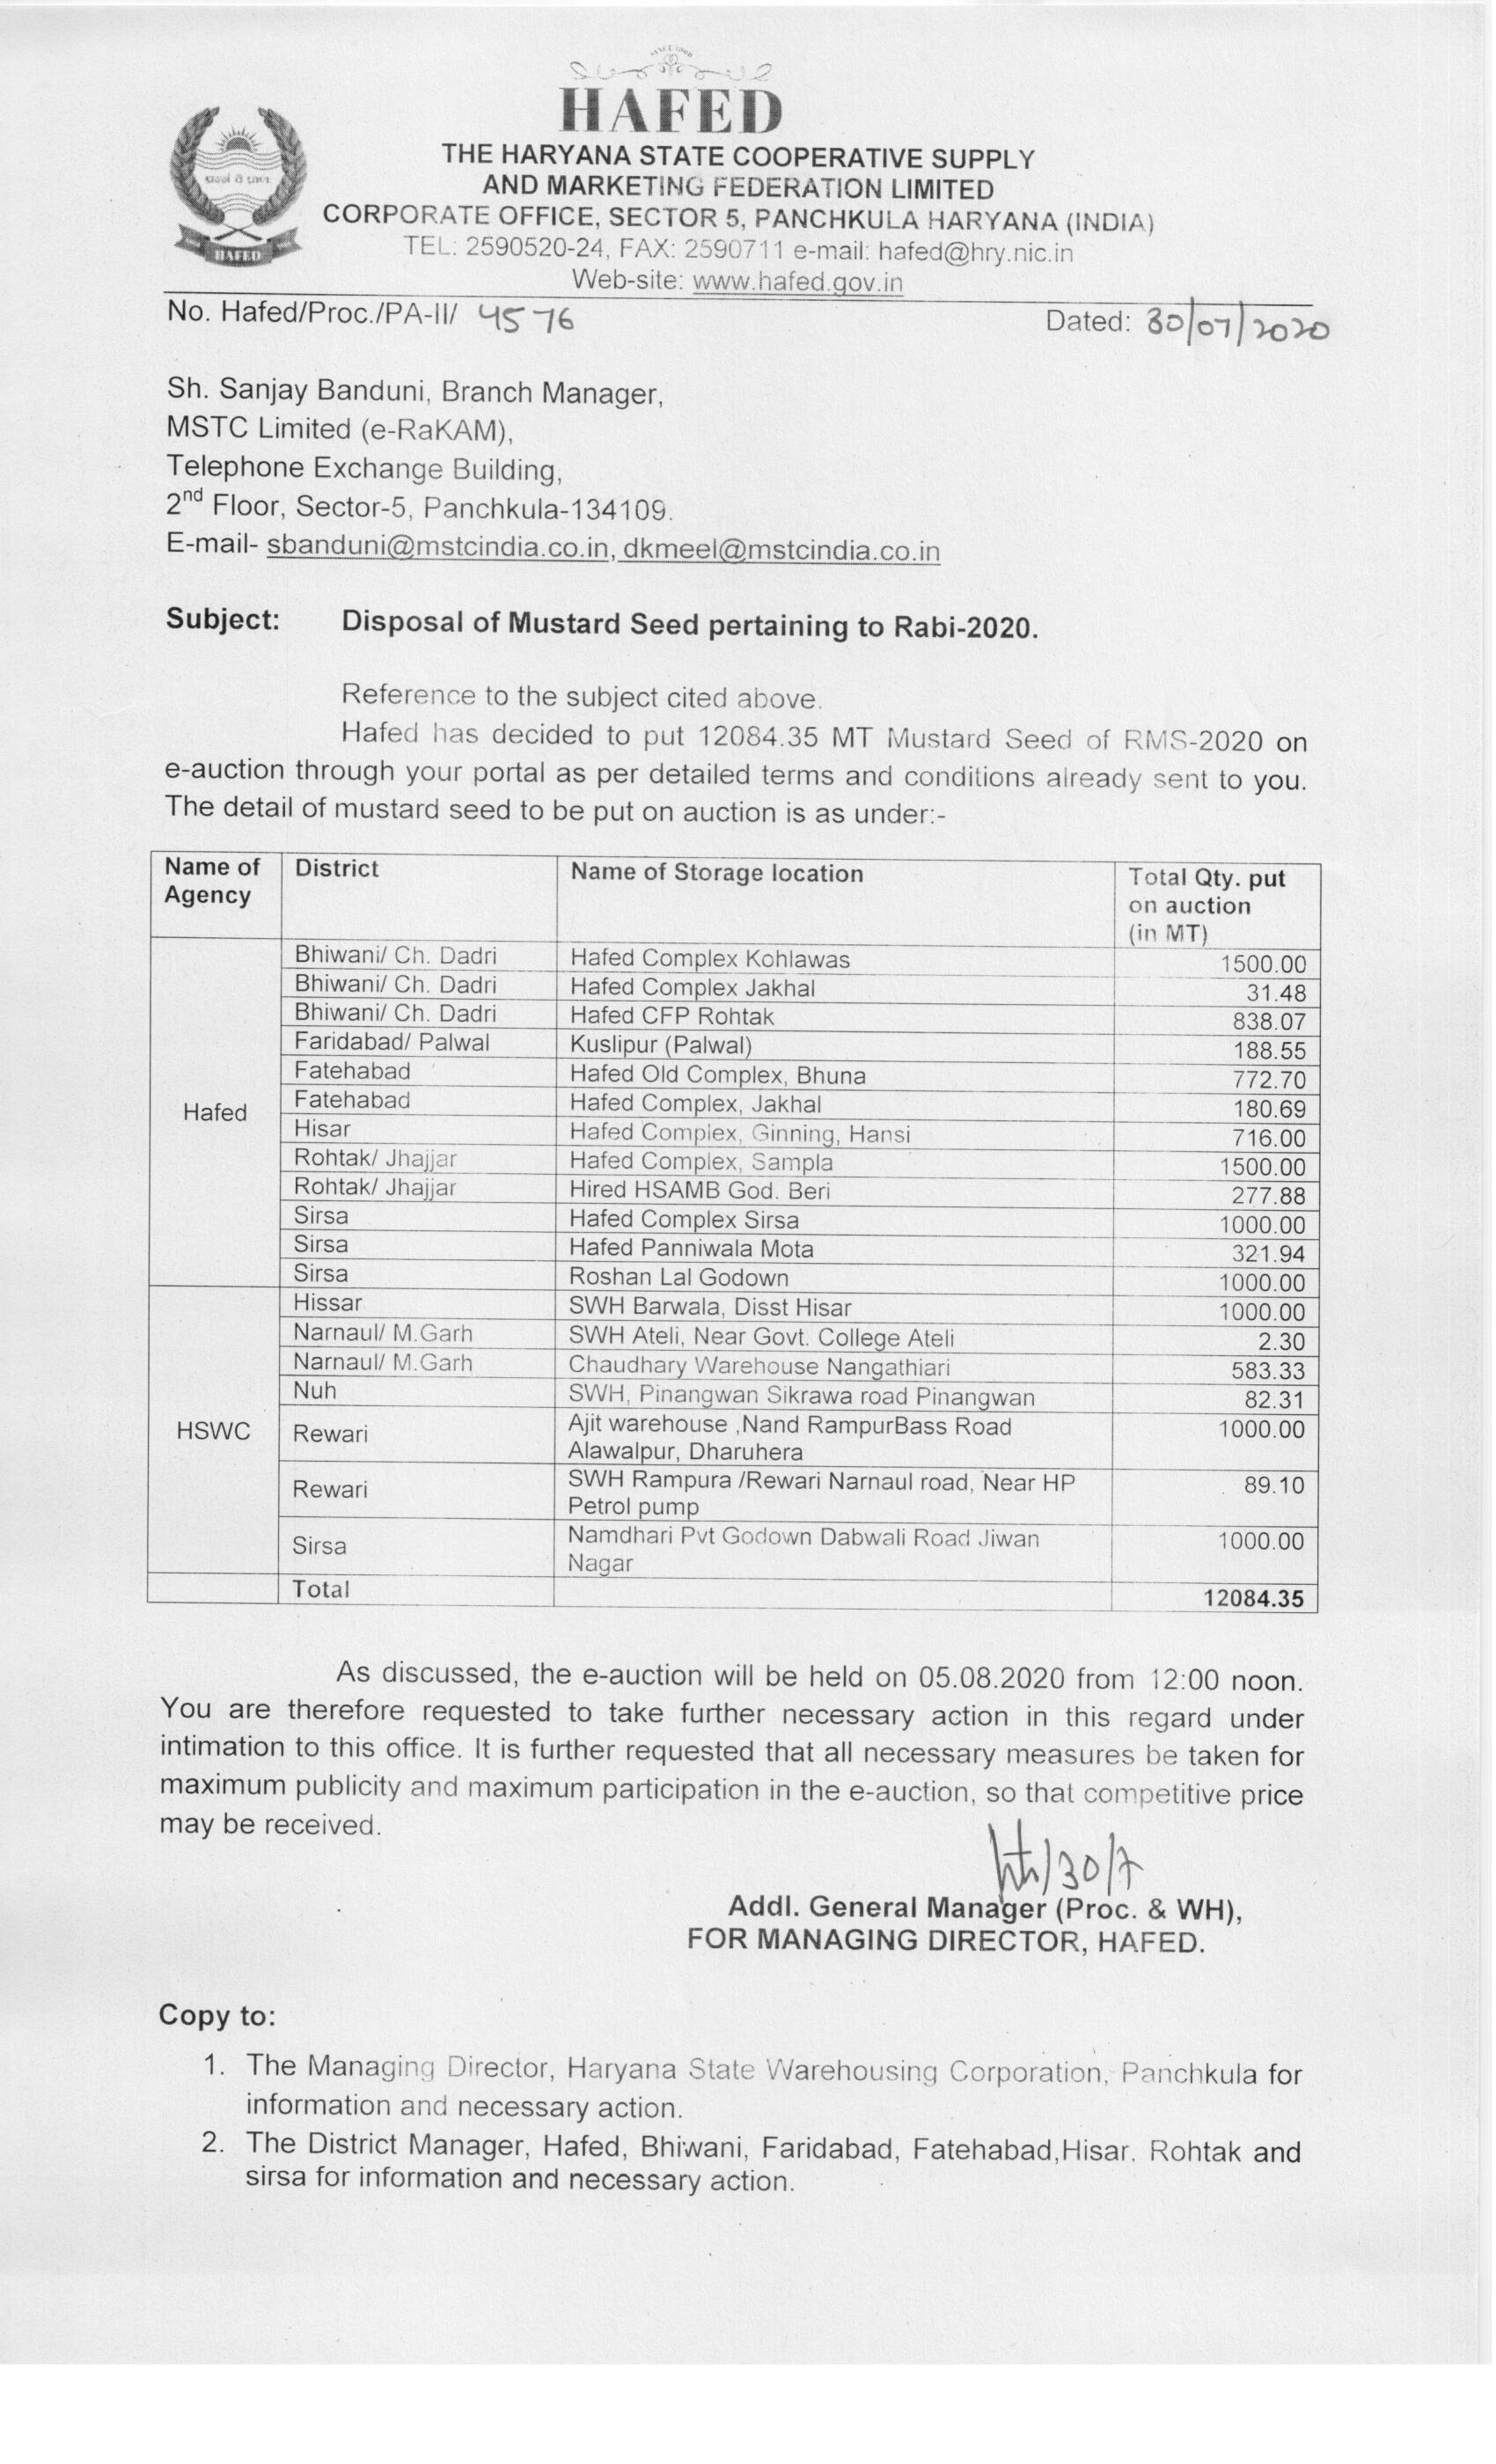 HAFED
THE HARYANA STATE COOPERATIVE SUPPLY
AND MARKETING FEDERATION LIMITED
CORPORATE OFFICE, SECTOR 5, PANCHKULA HARYANA (INDIA)
TEL: 2590520-24, FAX: 2590711 e-mail: hafed@hry.nic.in
Web-site: www.hafed.gov.in
HAFED
No. Hafed/Proc./PA-II/ 4576 Dated: 30/07/2020
Sh. Sanjay Banduni, Branch Manager,
MSTC Limited (e-RaKAM),
Telephone Exchange Building,
2nd Floor, Sector-5, Panchkula-134109.
E-mail- sbanduni@mstcindia.co.in, dkmeel@mstcindia.co.in
Subject: Disposal of Mustard Seed pertaining to Rabi-2020.
Reference to the subject cited above.
Hafed has decided to put 12084.35 MT Mustard Seed of RMS-2020 on
e-auction through your portal as per detailed terms and conditions already sent to you.
The detail of mustard seed to be put on auction is as under:-
Name of Agency District Name of Storage location Total Qty. put on auction (in MT)
Hafed
Bhiwani/ Ch. Dadri Hafed Complex Kohlawas 1500.00
Bhiwani/ Ch. Dadri Hafed Complex Jakhal 31.48
Bhiwani/ Ch. Dadri Hafed CFP Rohtak 838.07
Faridabad/ Palwal Kuslipur (Palwal) 188.55
Fatehabad Hafed Old Complex, Bhuna 772.70
Fatehabad Hafed Complex, Jakhal 180.69
Hisar Hafed Complex, Ginning, Hansi 716.00
Rohtak/ Jhajjar Hafed Complex, Sampla 1500.00
Rohtak/ Jhajjar Hired HSAMB God. Beri 277.88
Sirsa Hafed Complex Sirsa 1000.00
Sirsa Hafed Panniwala Mota 321.94
Sirsa Roshan Lal Godown 1000.00
HSWC
Hissar SWH Barwala, Disst Hisar 1000.00
Narnaul/ M.Garh SWH Ateli, Near Govt. College Ateli 2.30
Narnaul/ M.Garh Chaudhary Warehouse Nangathiari 583.33
Nuh SWH, Pinangwan Sikrawa road Pinangwan 82.31
Rewari Ajit warehouse ,Nand RampurBass Road 1000.00
Alawalpur, Dharuhera
Rewari SWH Rampura /Rewari Narnaul road, Near HP 89.10
Petrol pump
Sirsa Namdhari Pvt Godown Dabwali Road Jiwan 1000.00
Nagar
Total 12084.35
As discussed, the e-auction will be held on 05.08.2020 from 12:00 noon.
You are therefore requested to take further necessary action in this regard under
intimation to this office. It is further requested that all necessary measures be taken for
maximum publicity and maximum participation in the e-auction, so that competitive price
may be received.
30/7
Addl. General Manager (Proc. & WH),
FOR MANAGING DIRECTOR, HAFED.
Copy to:
1. The Managing Director, Haryana State Warehousing Corporation, Panchkula for
information and necessary action.
2. The District Manager, Hafed, Bhiwani, Faridabad, Fatehabad,Hisar, Rohtak and
sirsa for information and necessary action.